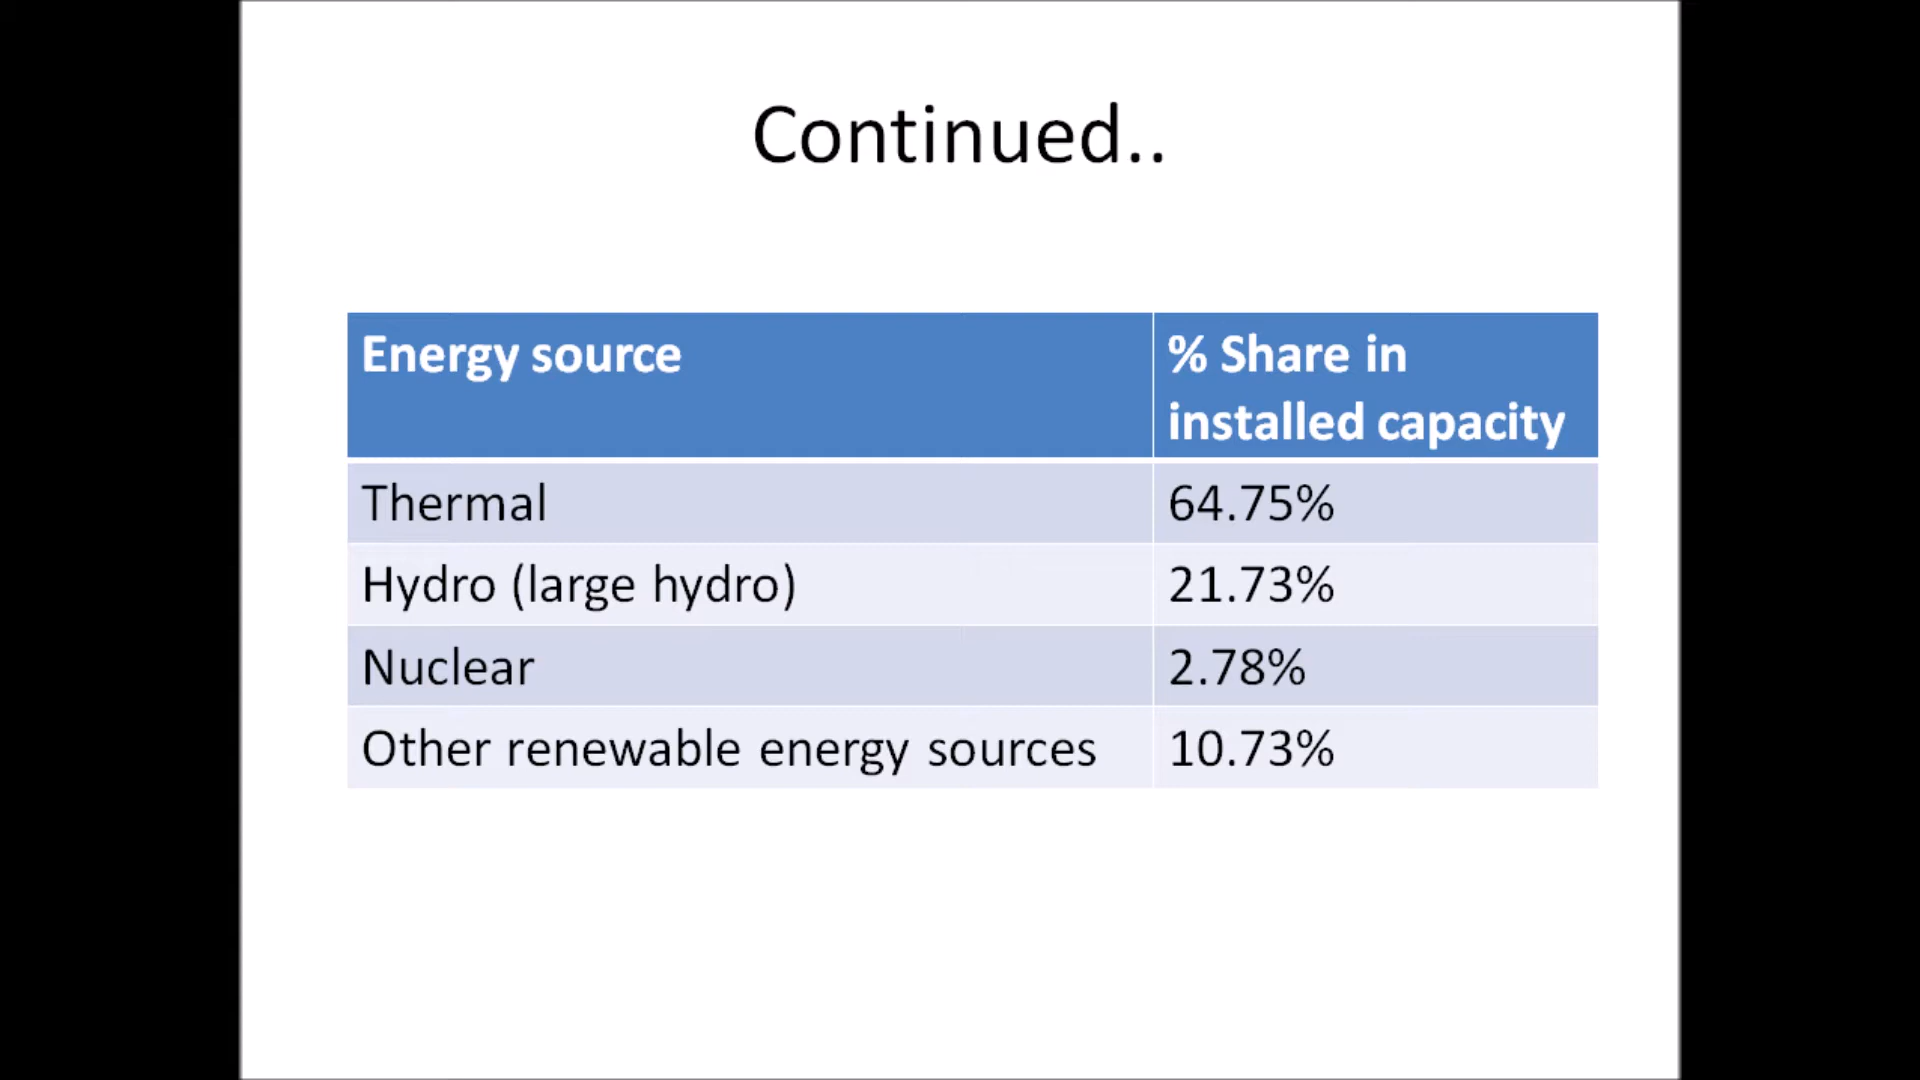 Continued..
Energy source
% Share in
installed capacity
Thermal
64.75%
Hydro (large hydro)
21.73%
Nuclear
2.78%
Other renewable energy sources
10.73%